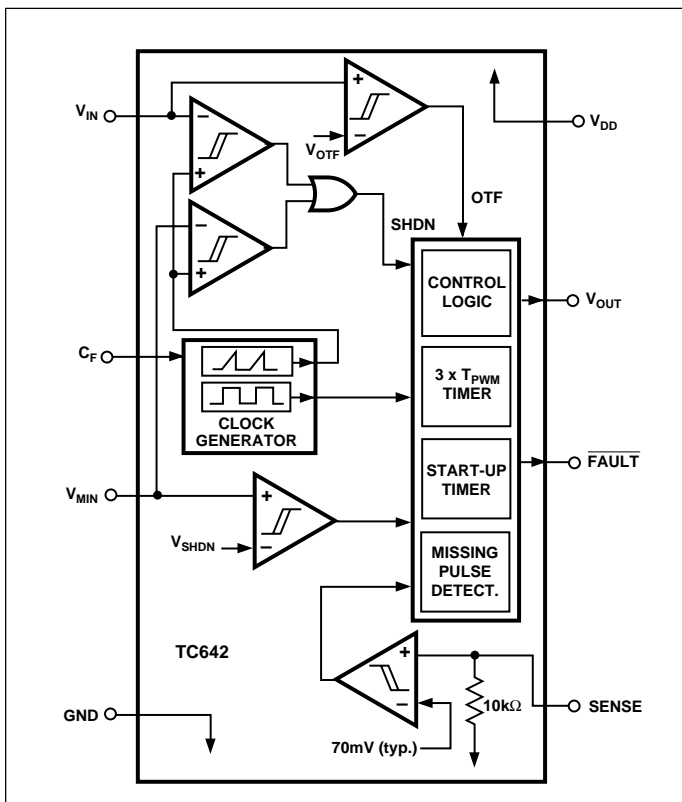 V_IN
V_OTF
V_DD
OTF
SHDN
CONTROL
LOGIC
V_OUT
C_F
3 x T_PWM
TIMER
CLOCK
GENERATOR
START-UP
TIMER
FAULT
V_MIN
V_SHDN
MISSING
PULSE
DETECT.
TC642
10kΩ
SENSE
GND
70mV (typ.)
+
−
+
−
−
+
+
−
+
−